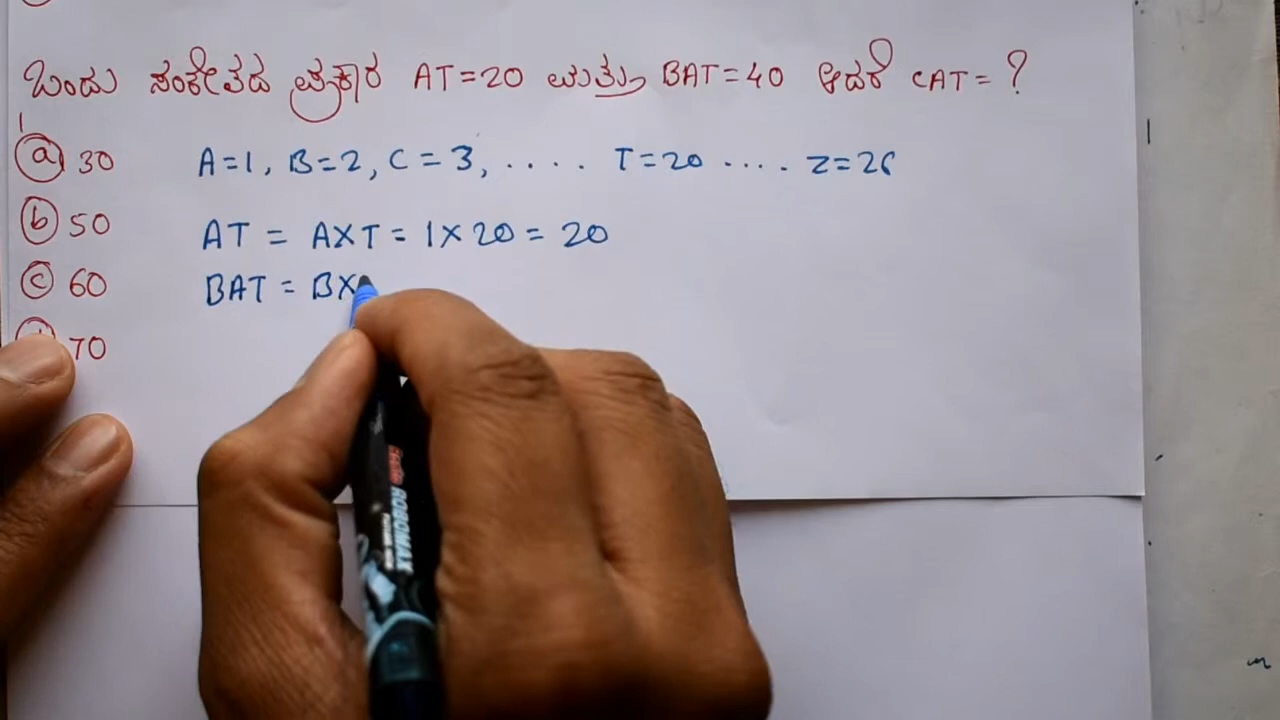 ಒಂದು ಸಂಕೇತದ ಪ್ರಕಾರ AT=20 ಮತ್ತು BAT=40 ಆದರೆ CAT= ?
a 30
A=1, B=2, C=3, .... T=20 .... Z=26
b 50
AT = A×T = 1×20 = 20
c 60
BAT = B×
70
ROBOMAX